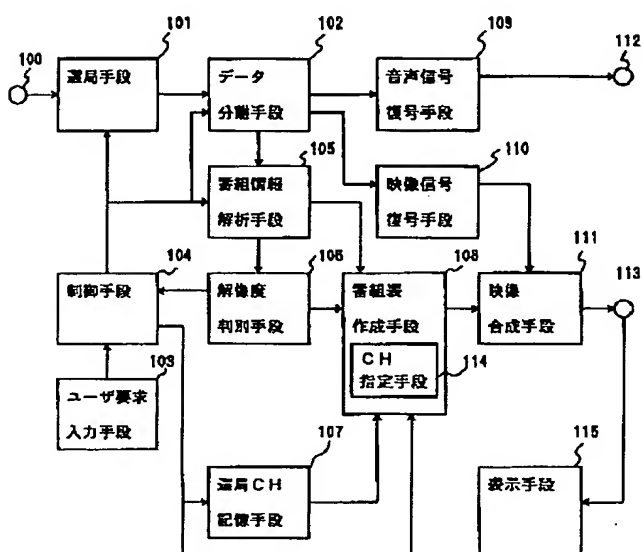 101
102
109
112
100
選局手段
データ
分離手段
音声信号
復号手段
105
110
番組情報
解析手段
映像信号
復号手段
104
106
108
111
113
制御手段
解像度
判別手段
番組表
作成手段
映像
合成手段
103
CH
指定手段
114
ユーザ要求
入力手段
107
115
選局CH
記憶手段
表示手段